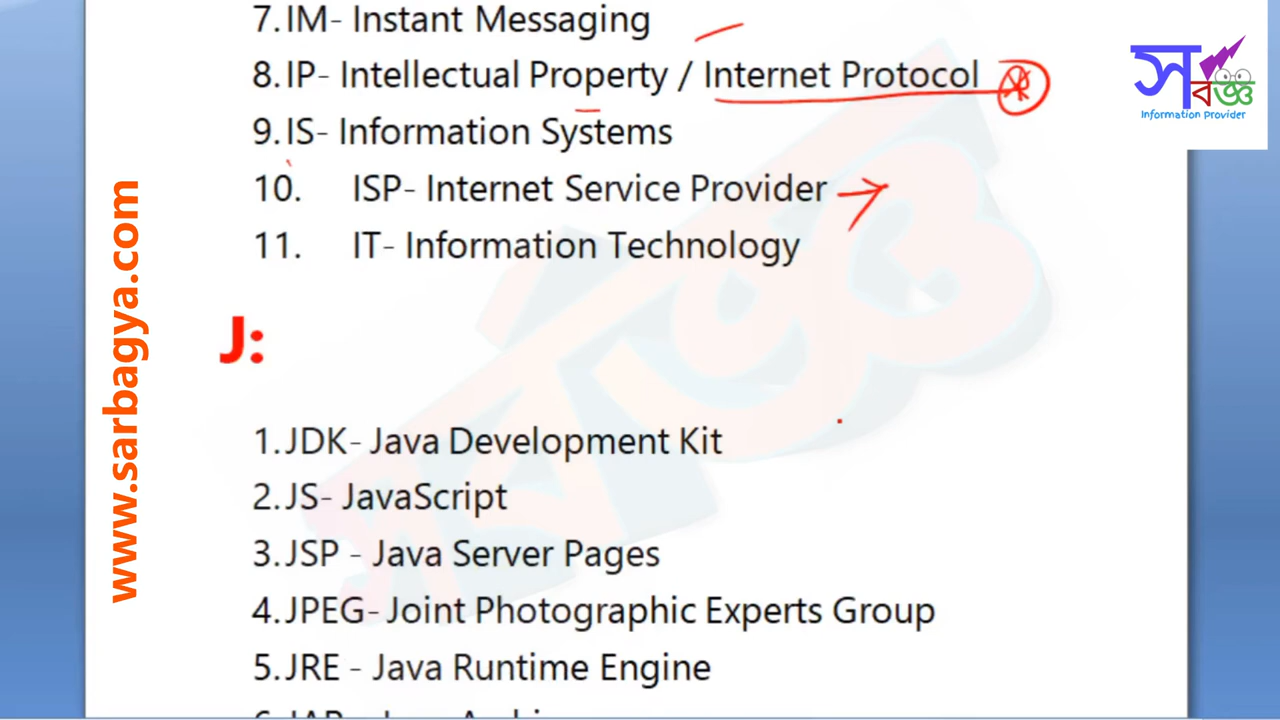 7. IM- Instant Messaging
8. IP- Intellectual Property / Internet Protocol
9. IS- Information Systems
10. ISP- Internet Service Provider
11. IT- Information Technology
J:
1. JDK- Java Development Kit
2. JS- JavaScript
3. JSP - Java Server Pages
4. JPEG- Joint Photographic Experts Group
5. JRE - Java Runtime Engine
www.sarbagya.com
সবজ্ঞ
Information Provider